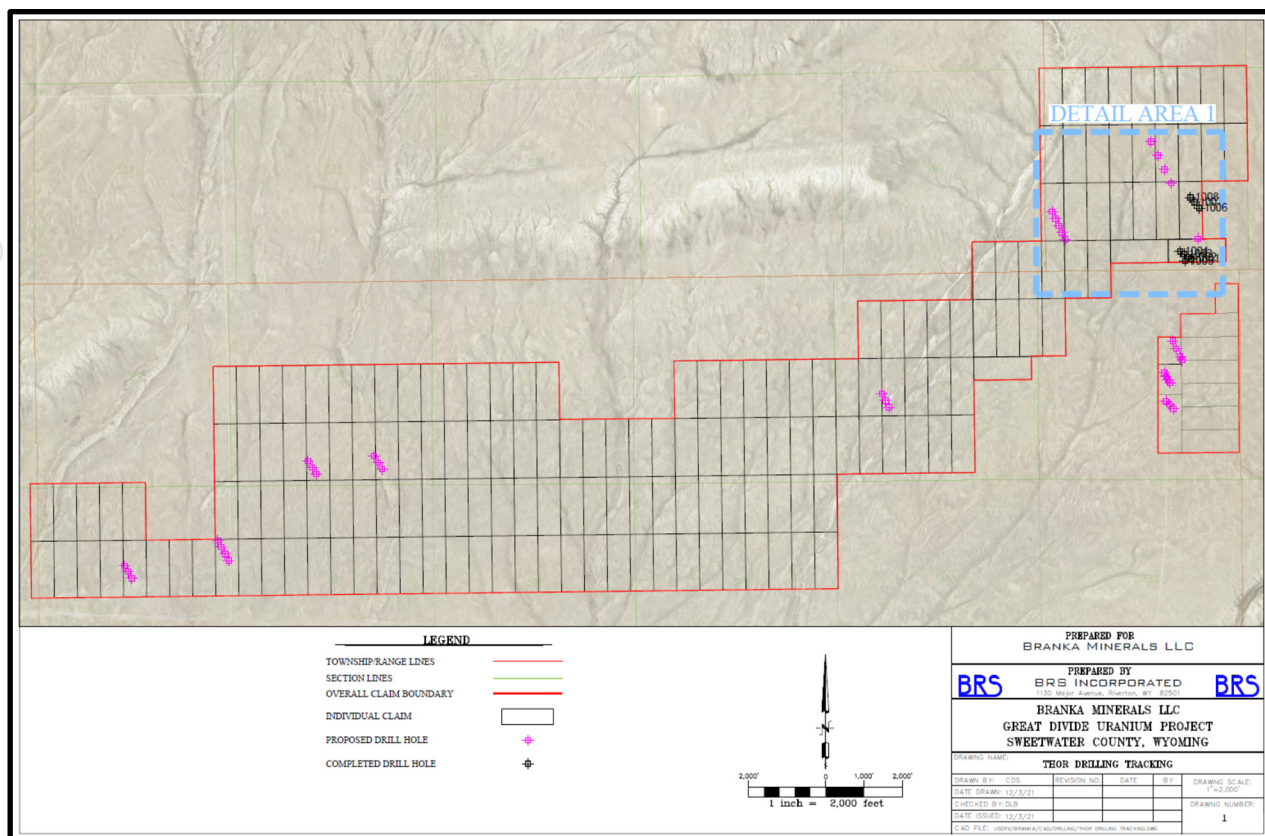 DETAIL AREA 1
1008
1006
1004
LEGEND
TOWNSHIP/RANGE LINES
SECTION LINES
OVERALL CLAIM BOUNDARY
INDIVIDUAL CLAIM
PROPOSED DRILL HOLE
COMPLETED DRILL HOLE
N
2,000' 0 2,000'
1 inch = 2,000 feet
PREPARED FOR
BRANKA MINERALS LLC
PREPARED BY
BRS BRS INCORPORATED BRS
1130 Major Avenue, Riverton, WY 82501
BRANKA MINERALS LLC
GREAT DIVIDE URANIUM PROJECT
SWEETWATER COUNTY, WYOMING
DRAWING NAME:
THOR DRILLING TRACKING
DRAWN BY: CDS REVISION NO. DATE BY DRAWING SCALE:
1"=2,000'
DATE DRAWN: 12/3/21
CHECKED BY: DLB DRAWING NUMBER:
DATE ISSUED: 12/3/21 1
CAD FILE: USERV/BRANKA/CAD/DRILLING/THOR DRILLING TRACKING.DWG